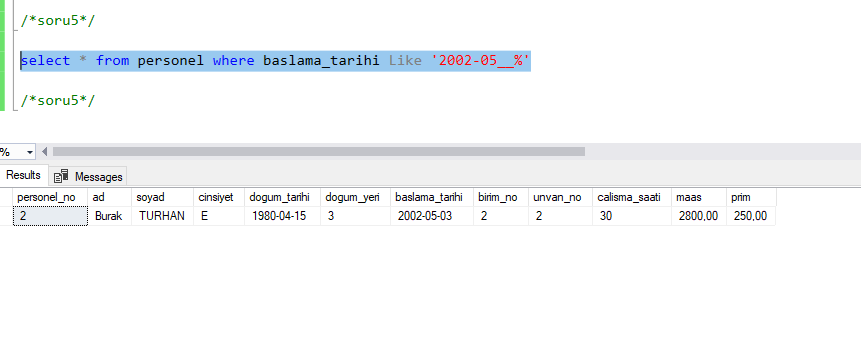 /*soru5*/
select * from personel where baslama_tarihi Like '2002-05__%'
/*soru5*/
%
Results Messages
personel_no ad soyad cinsiyet dogum_tarihi dogum_yeri baslama_tarihi birim_no unvan_no calisma_saati maas prim
2 Burak TURHAN E 1980-04-15 3 2002-05-03 2 2 30 2800,00 250,00